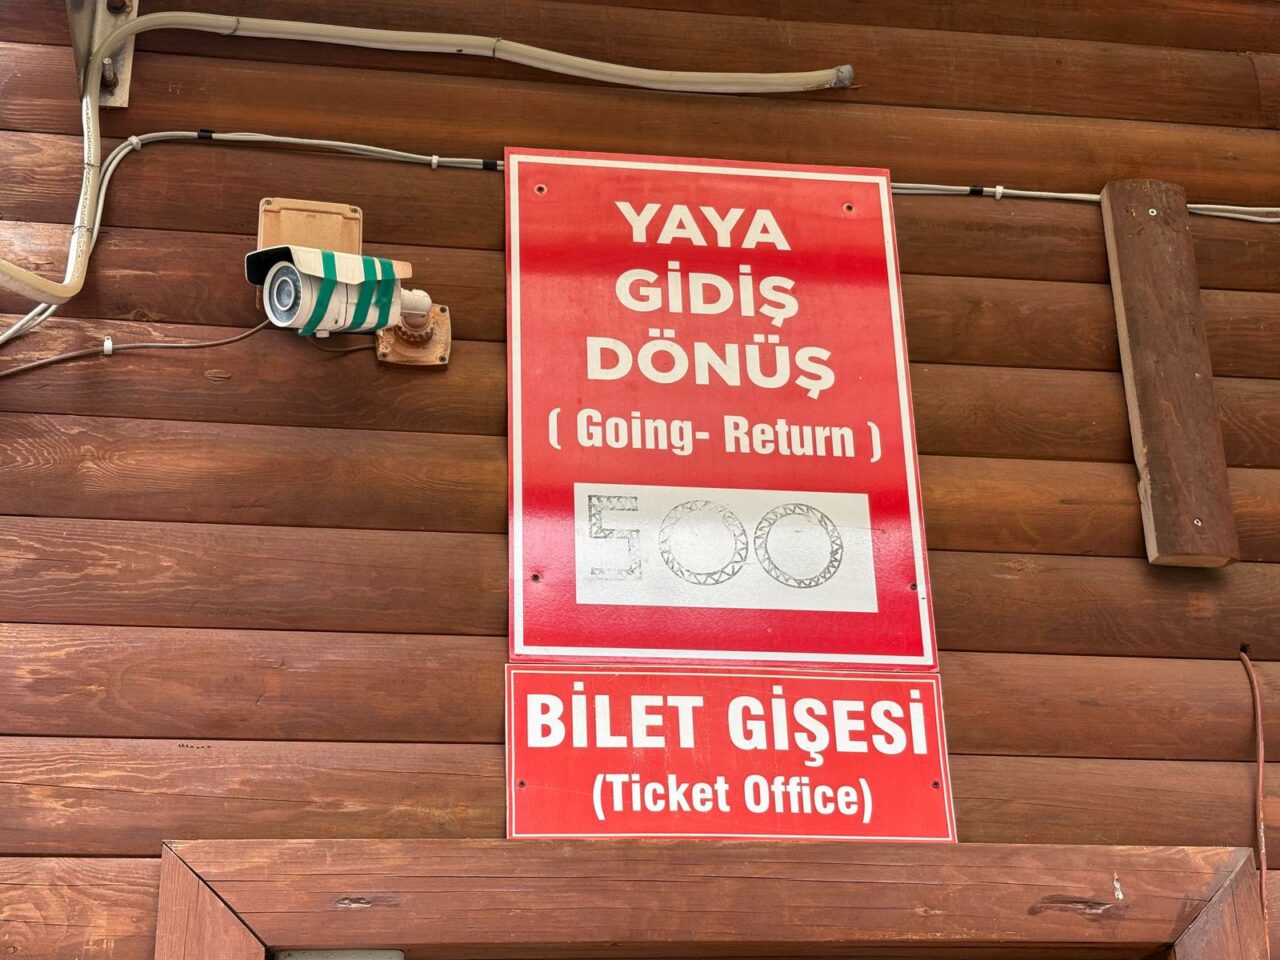 YAYA
GİDİŞ
DÖNÜŞ
( Going- Return )
500
BİLET GİŞESİ
(Ticket Office)